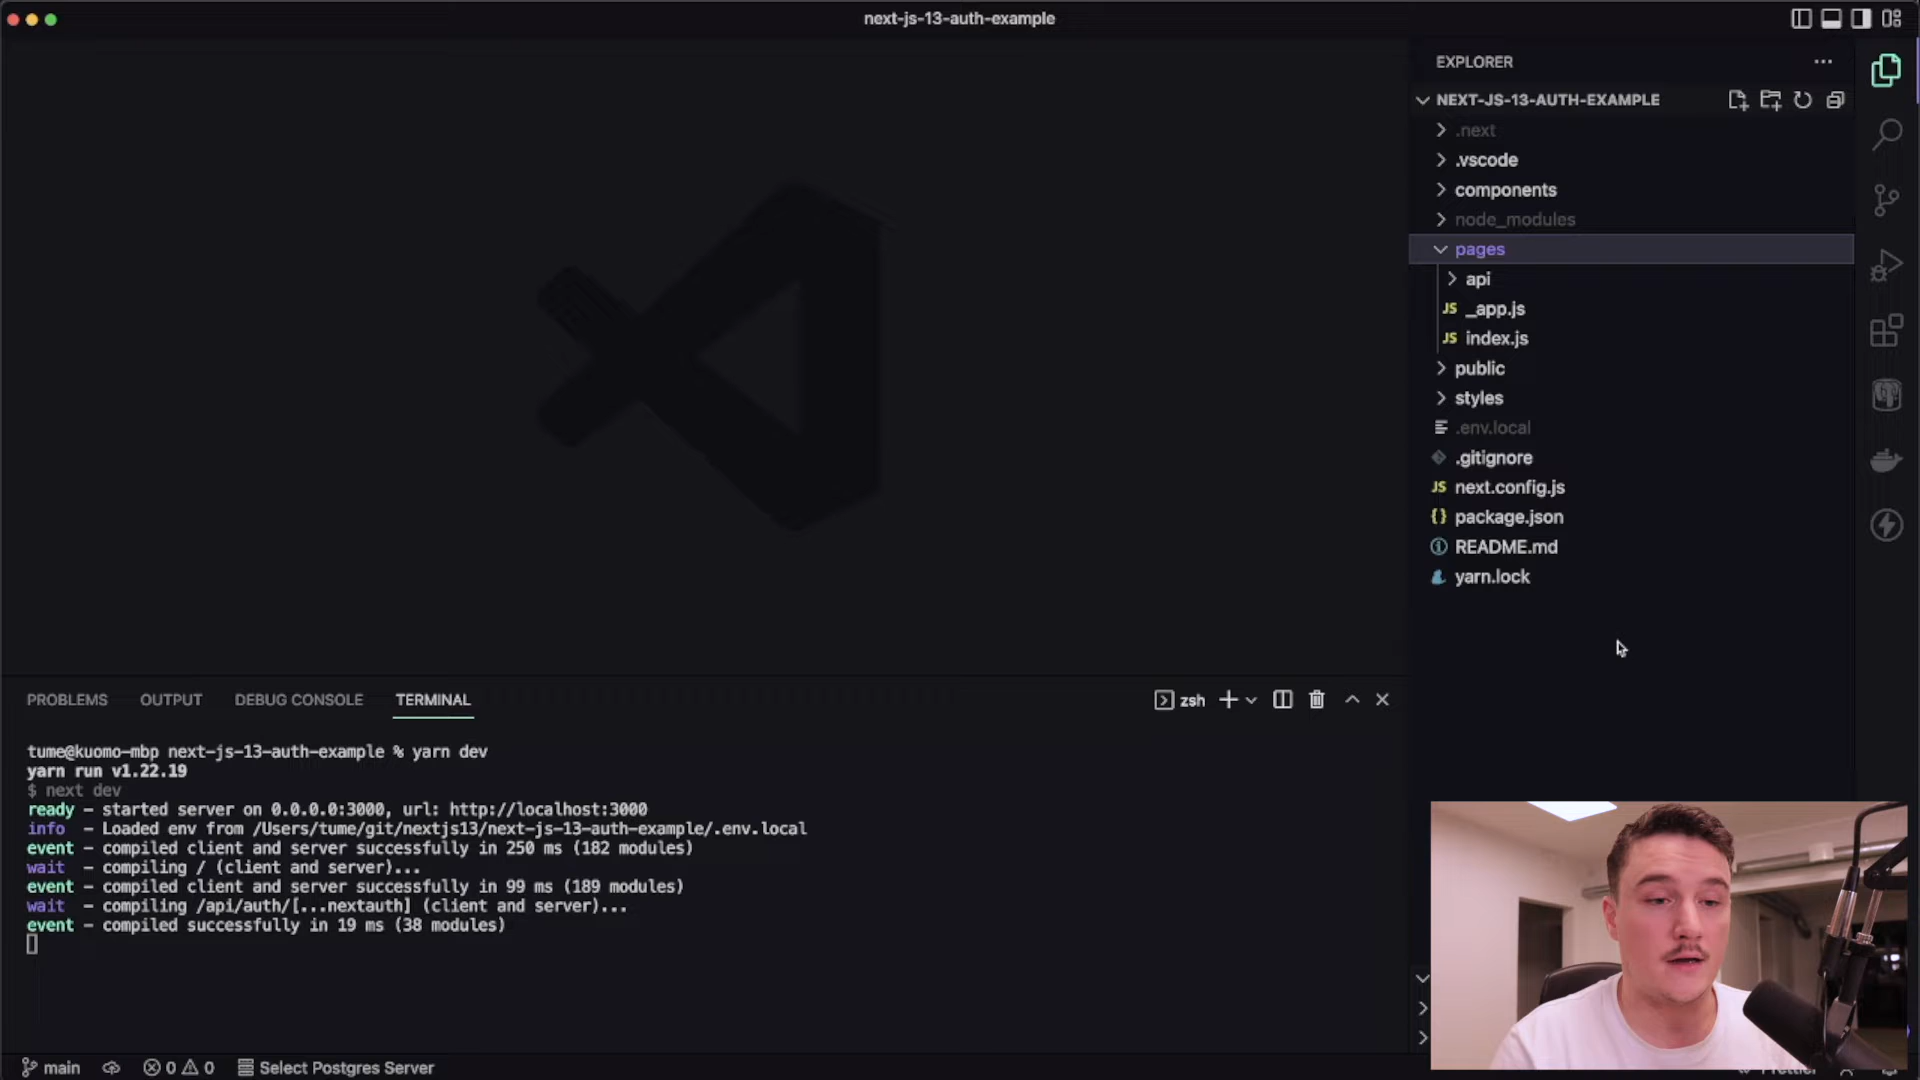 next-js-13-auth-example
EXPLORER
NEXT-JS-13-AUTH-EXAMPLE
.next
.vscode
components
node_modules
pages
api
JS _app.js
JS index.js
public
styles
.env.local
.gitignore
JS next.config.js
{} package.json
README.md
yarn.lock
PROBLEMS OUTPUT DEBUG CONSOLE TERMINAL
zsh
tume@kuomo-mbp next-js-13-auth-example % yarn dev
yarn run v1.22.19
$ next dev
ready - started server on 0.0.0.0:3000, url: http://localhost:3000
info - Loaded env from /Users/tume/git/nextjs13/next-js-13-auth-example/.env.local
event - compiled client and server successfully in 250 ms (182 modules)
wait - compiling / (client and server)...
event - compiled client and server successfully in 99 ms (189 modules)
wait - compiling /api/auth/[...nextauth] (client and server)...
event - compiled successfully in 19 ms (38 modules)
main 0 0 Select Postgres Server